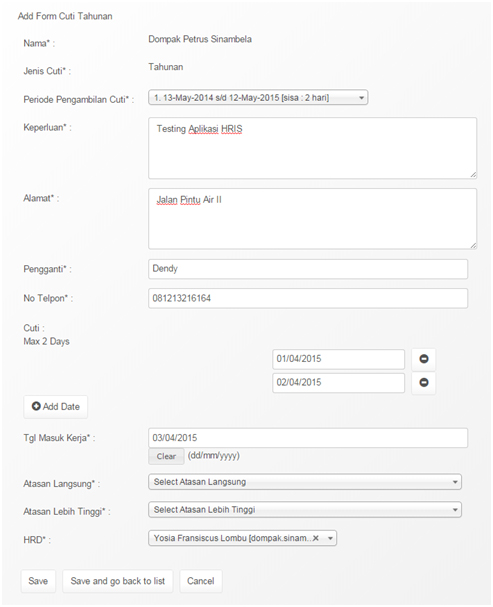 Add Form Cuti Tahunan
Nama* : Dompak Petrus Sinambela
Jenis Cuti* : Tahunan
Periode Pengambilan Cuti* : 1. 13-May-2014 s/d 12-May-2015 [sisa : 2 hari]
Keperluan* : Testing Aplikasi HRIS
Alamat* : Jalan Pintu Air II
Pengganti* : Dendy
No Telpon* : 081213216164
Cuti :
Max 2 Days
01/04/2015
02/04/2015
Add Date
Tgl Masuk Kerja* : 03/04/2015
Clear (dd/mm/yyyy)
Atasan Langsung* : Select Atasan Langsung
Atasan Lebih Tinggi* : Select Atasan Lebih Tinggi
HRD* : Yosia Fransiscus Lombu [dompak.sinam...
Save Save and go back to list Cancel